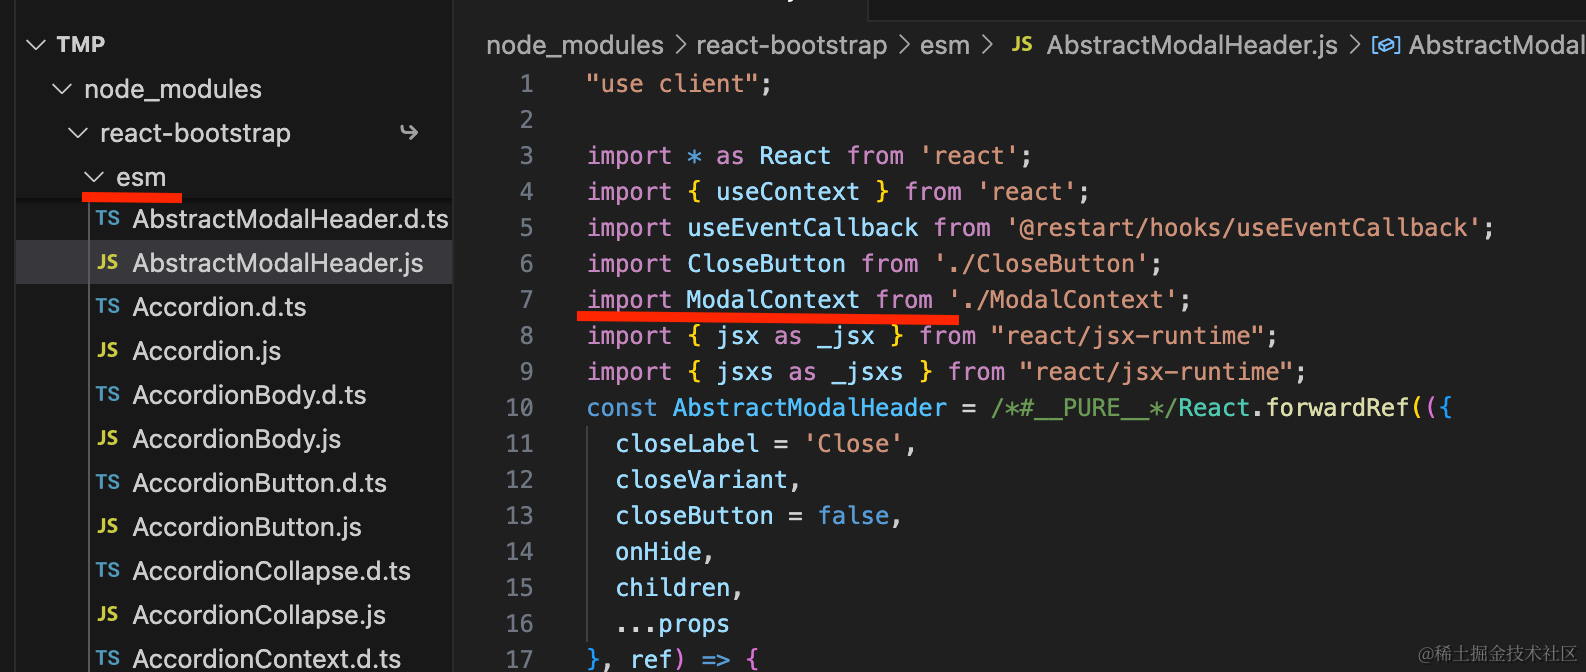 TMP
node_modules
react-bootstrap
esm
TS AbstractModalHeader.d.ts
JS AbstractModalHeader.js
TS Accordion.d.ts
JS Accordion.js
TS AccordionBody.d.ts
JS AccordionBody.js
TS AccordionButton.d.ts
JS AccordionButton.js
TS AccordionCollapse.d.ts
JS AccordionCollapse.js
TS AccordionContext.d.ts
node_modules > react-bootstrap > esm > JS AbstractModalHeader.js > AbstractModal
1 "use client";
2
3 import * as React from 'react';
4 import { useContext } from 'react';
5 import useEventCallback from '@restart/hooks/useEventCallback';
6 import CloseButton from './CloseButton';
7 import ModalContext from './ModalContext';
8 import { jsx as _jsx } from "react/jsx-runtime";
9 import { jsxs as _jsxs } from "react/jsx-runtime";
10 const AbstractModalHeader = /*#__PURE__*/React.forwardRef(({
11 closeLabel = 'Close',
12 closeVariant,
13 closeButton = false,
14 onHide,
15 children,
16 ...props
17 }, ref) => {
@稀土掘金技术社区